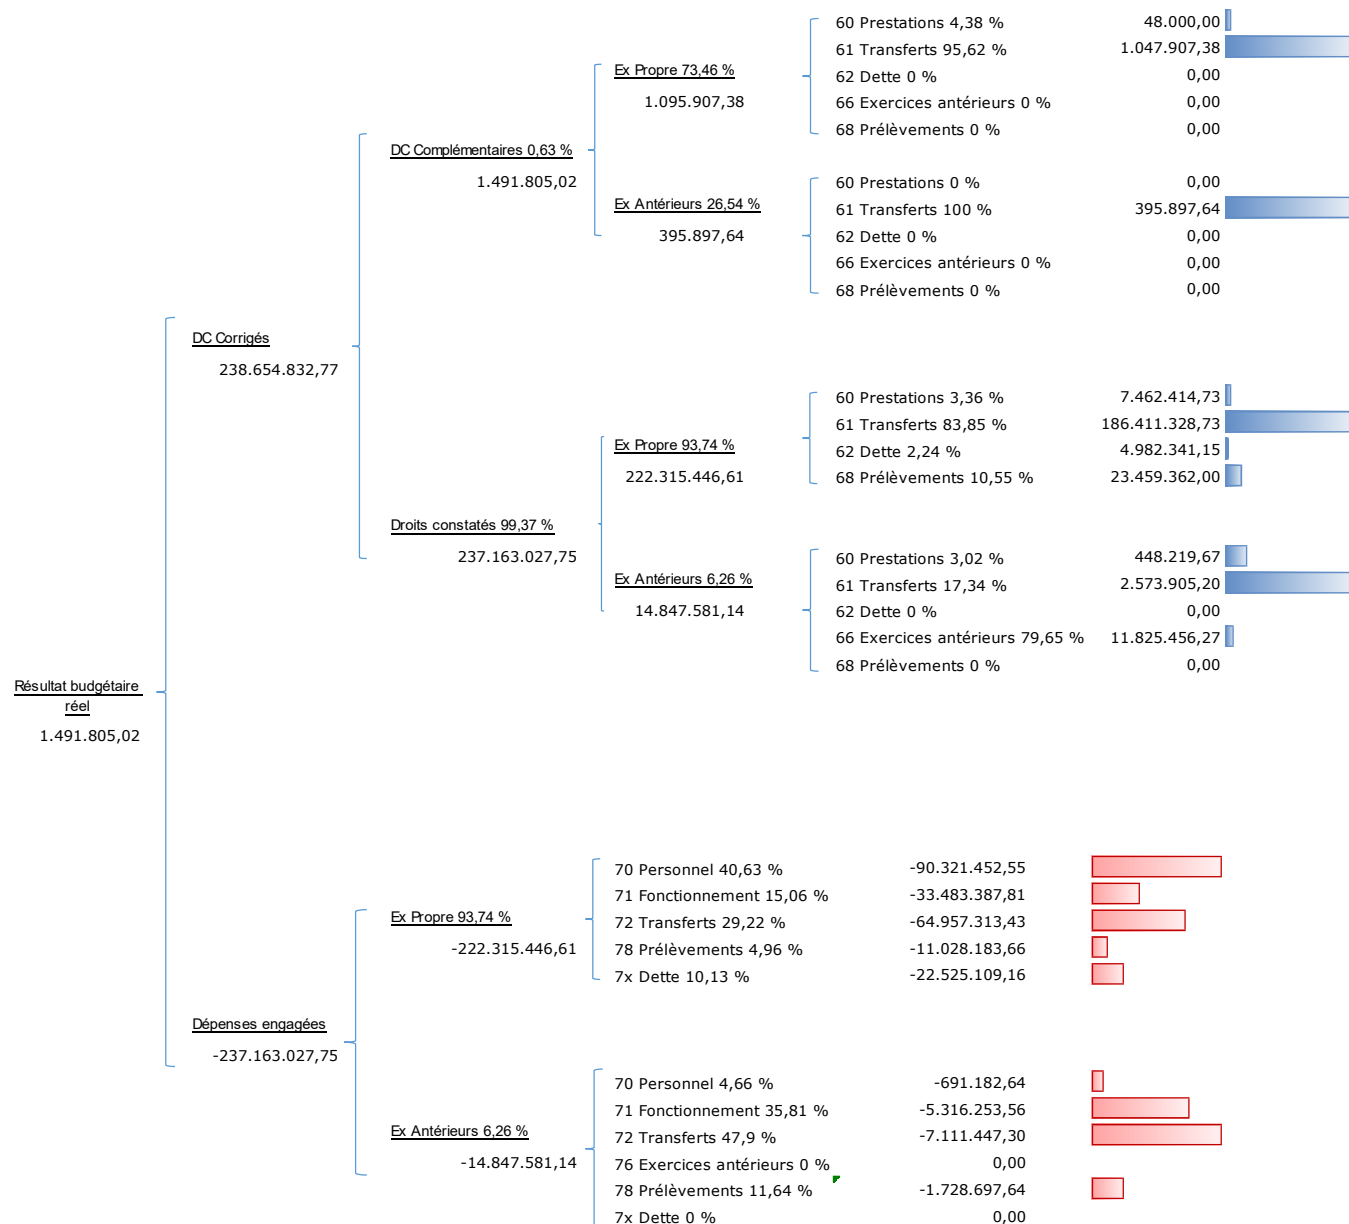 60 Prestations 4,38 % 48.000,00
61 Transferts 95,62 % 1.047.907,38
Ex Propre 73,46 %
62 Dette 0 % 0,00
1.095.907,38
66 Exercices antérieurs 0 % 0,00
68 Prélèvements 0 % 0,00
DC Complémentaires 0,63 %
1.491.805,02
60 Prestations 0 % 0,00
Ex Antérieurs 26,54 %
61 Transferts 100 % 395.897,64
395.897,64
62 Dette 0 % 0,00
66 Exercices antérieurs 0 % 0,00
68 Prélèvements 0 % 0,00
DC Corrigés
238.654.832,77
60 Prestations 3,36 % 7.462.414,73
61 Transferts 83,85 % 186.411.328,73
Ex Propre 93,74 %
62 Dette 2,24 % 4.982.341,15
222.315.446,61
68 Prélèvements 10,55 % 23.459.362,00
Droits constatés 99,37 %
237.163.027,75
60 Prestations 3,02 % 448.219,67
Ex Antérieurs 6,26 %
61 Transferts 17,34 % 2.573.905,20
14.847.581,14
62 Dette 0 % 0,00
66 Exercices antérieurs 79,65 % 11.825.456,27
68 Prélèvements 0 % 0,00
Résultat budgétaire
réel
1.491.805,02
70 Personnel 40,63 % -90.321.452,55
71 Fonctionnement 15,06 % -33.483.387,81
Ex Propre 93,74 %
72 Transferts 29,22 % -64.957.313,43
-222.315.446,61
78 Prélèvements 4,96 % -11.028.183,66
7x Dette 10,13 % -22.525.109,16
Dépenses engagées
-237.163.027,75
70 Personnel 4,66 % -691.182,64
71 Fonctionnement 35,81 % -5.316.253,56
Ex Antérieurs 6,26 %
72 Transferts 47,9 % -7.111.447,30
-14.847.581,14
76 Exercices antérieurs 0 % 0,00
78 Prélèvements 11,64 % -1.728.697,64
7x Dette 0 % 0,00